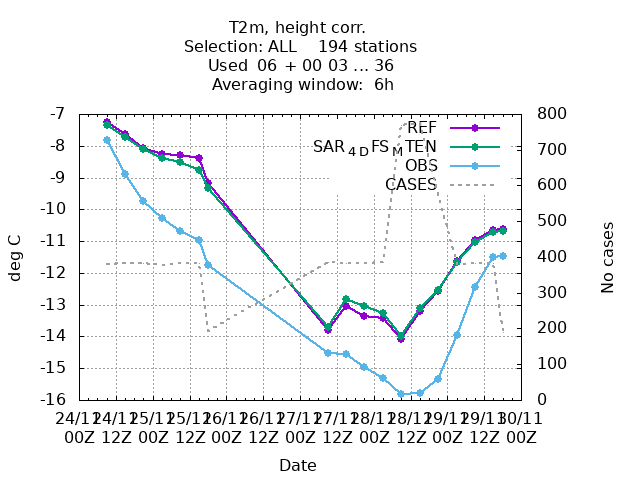 T2m, height corr.
Selection: ALL 194 stations
Used 06 + 00 03 ... 36
Averaging window: 6h
-7
-8
-9
-10
-11
-12
-13
-14
-15
-16
deg C
800
700
600
500
400
300
200
100
0
No cases
REF
SAR4DFSMTEN
OBS
CASES
24/11 24/11 25/11 25/11 26/11 26/11 27/11 27/11 28/11 28/11 29/11 29/11 30/11
00Z 12Z 00Z 12Z 00Z 12Z 00Z 12Z 00Z 12Z 00Z 12Z 00Z
Date